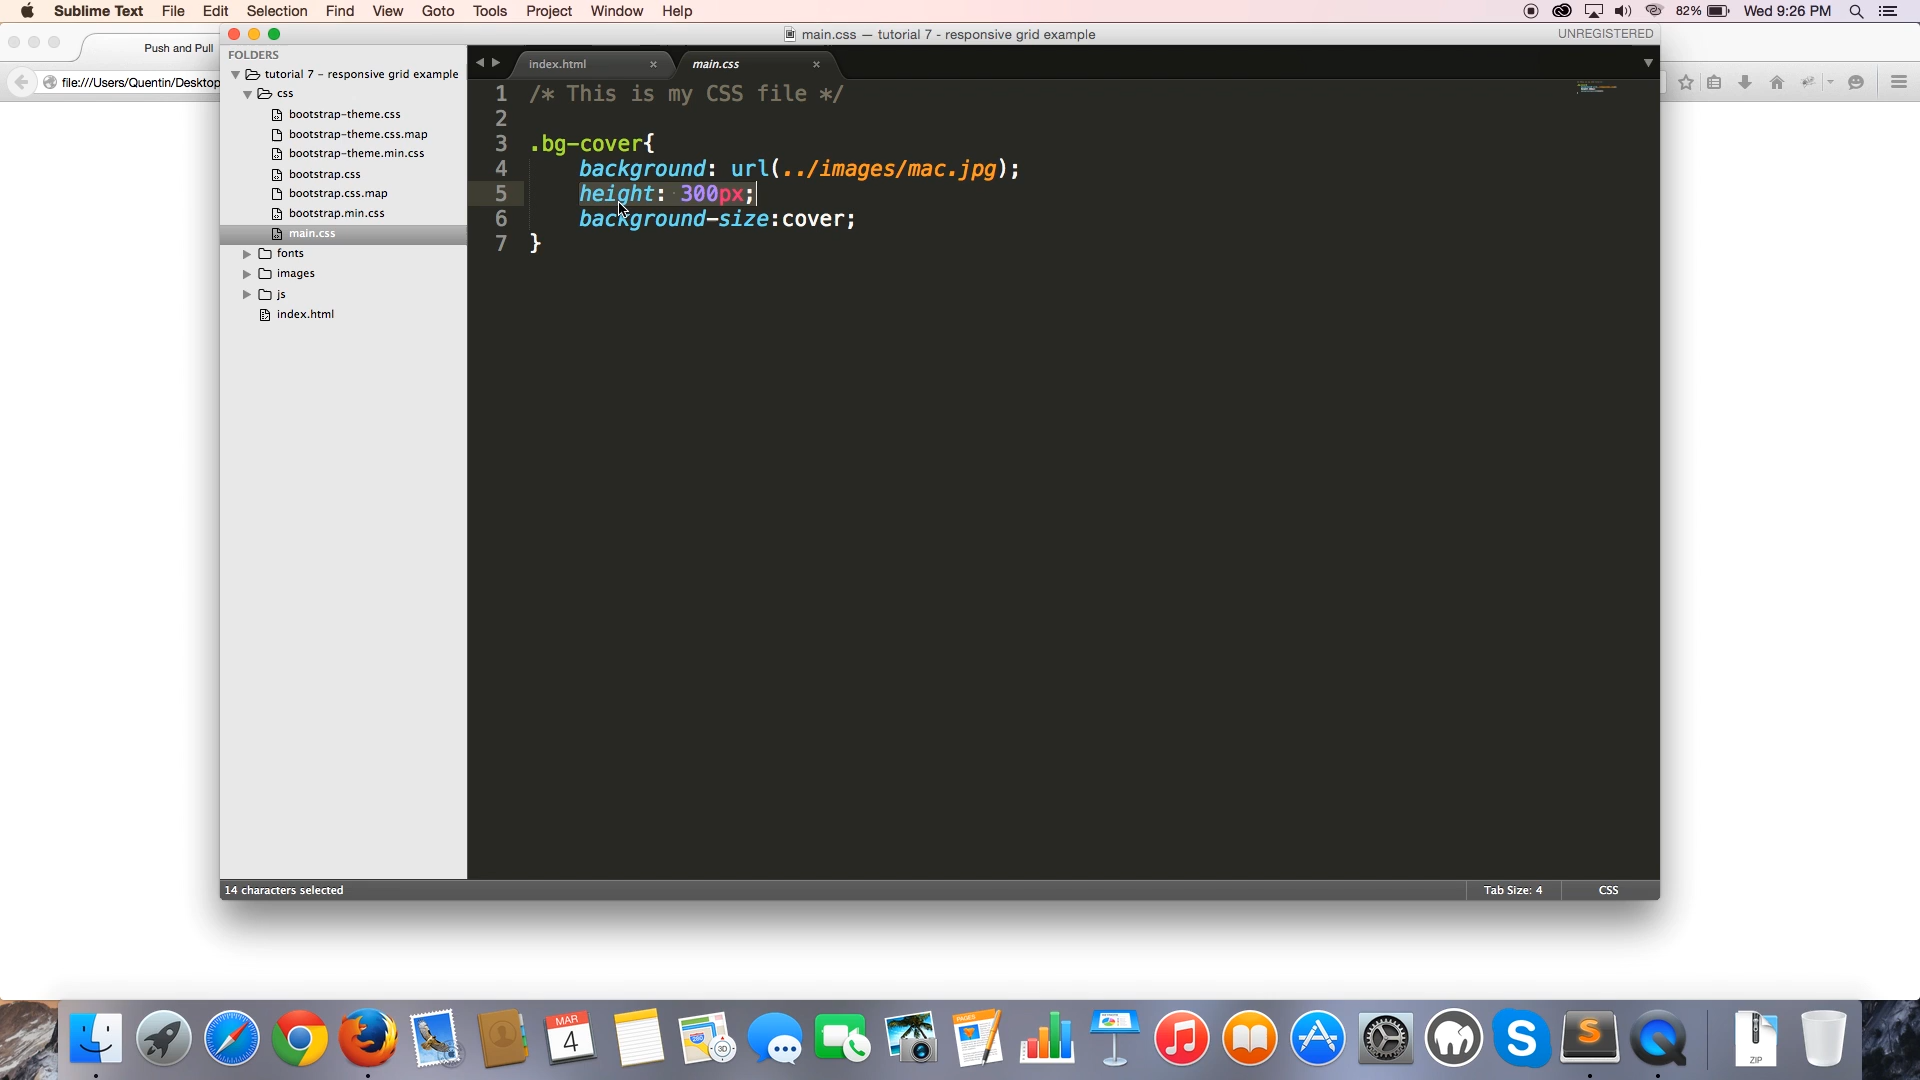 Sublime Text File Edit Selection Find View Goto Tools Project Window Help 82% Wed 9:26 PM
main.css — tutorial 7 - responsive grid example UNREGISTERED
Push and Pull
file:///Users/Quentin/Desktop
FOLDERS
tutorial 7 - responsive grid example
css
bootstrap-theme.css
bootstrap-theme.css.map
bootstrap-theme.min.css
bootstrap.css
bootstrap.css.map
bootstrap.min.css
main.css
fonts
images
js
index.html
index.html main.css
1 /* This is my CSS file */
2
3 .bg-cover{
4 background: url(../images/mac.jpg);
5 height: 300px;
6 background-size:cover;
7 }
14 characters selected Tab Size: 4 CSS
MAR
4
ZIP